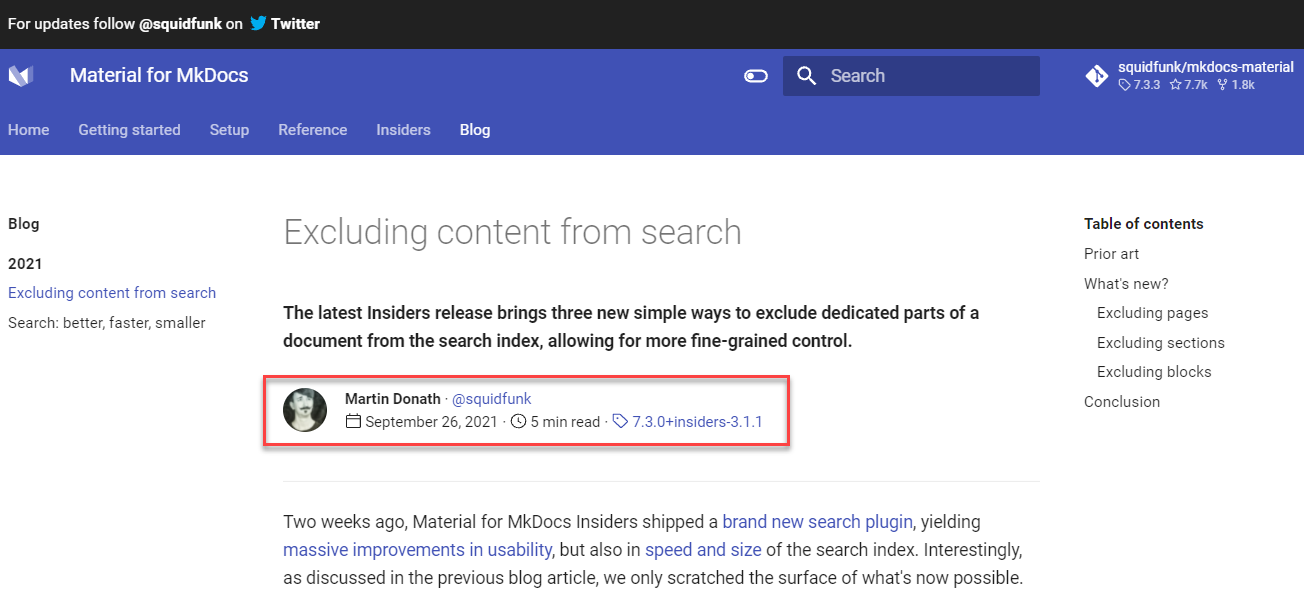 For updates follow @squidfunk on Twitter
Material for MkDocs
Search
squidfunk/mkdocs-material
7.3.3 7.7k 1.8k
Home Getting started Setup Reference Insiders Blog
Blog
2021
Excluding content from search
Search: better, faster, smaller
Excluding content from search
The latest Insiders release brings three new simple ways to exclude dedicated parts of a
document from the search index, allowing for more fine-grained control.
Martin Donath · @squidfunk
September 26, 2021 · 5 min read · 7.3.0+insiders-3.1.1
Two weeks ago, Material for MkDocs Insiders shipped a brand new search plugin, yielding
massive improvements in usability, but also in speed and size of the search index. Interestingly,
as discussed in the previous blog article, we only scratched the surface of what's now possible.
Table of contents
Prior art
What's new?
Excluding pages
Excluding sections
Excluding blocks
Conclusion